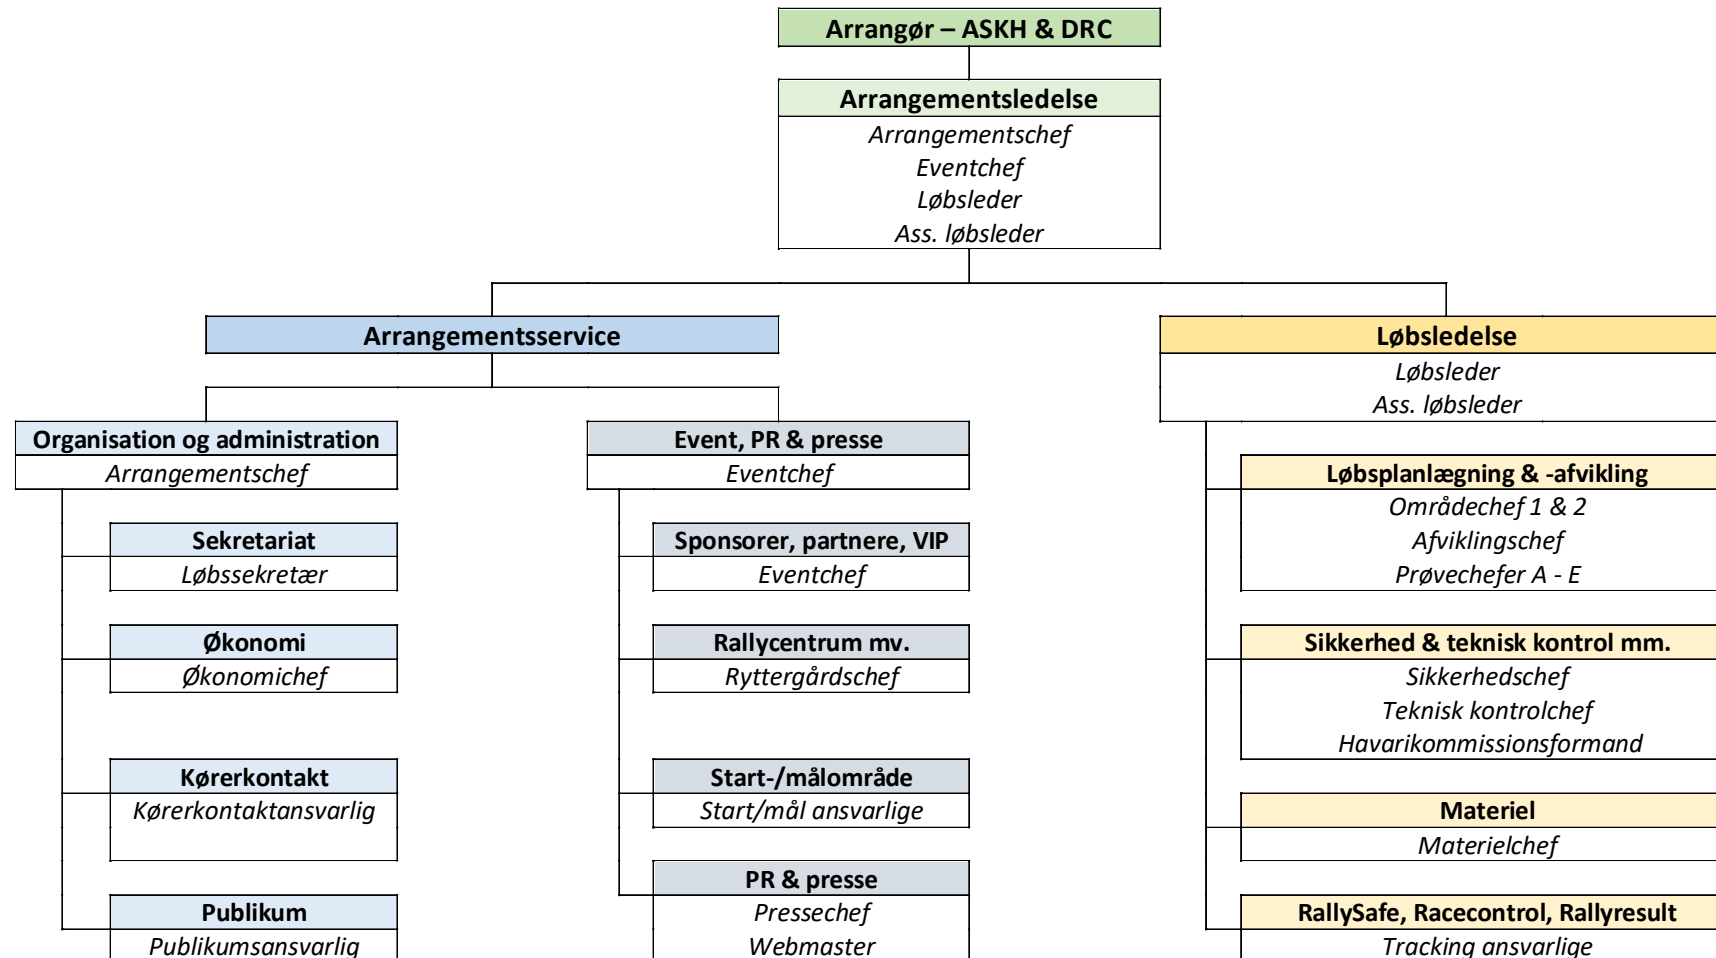 Arrangør – ASKH & DRC
Arrangementsledelse
Arrangementschef
Eventchef
Løbsleder
Ass. løbsleder
Arrangementsservice
Organisation og administration
Arrangementschef
Sekretariat
Løbssekretær
Økonomi
Økonomichef
Kørerkontakt
Kørerkontaktansvarlig
Publikum
Publikumsansvarlig
Event, PR & presse
Eventchef
Sponsorer, partnere, VIP
Eventchef
Rallycentrum mv.
Ryttergårdschef
Start-/målområde
Start/mål ansvarlige
PR & presse
Pressechef
Webmaster
Løbsledelse
Løbsleder
Ass. løbsleder
Løbsplanlægning & -afvikling
Områdechef 1 & 2
Afviklingschef
Prøvechefer A - E
Sikkerhed & teknisk kontrol mm.
Sikkerhedschef
Teknisk kontrolchef
Havarikommissionsformand
Materiel
Materielchef
RallySafe, Racecontrol, Rallyresult
Tracking ansvarlige